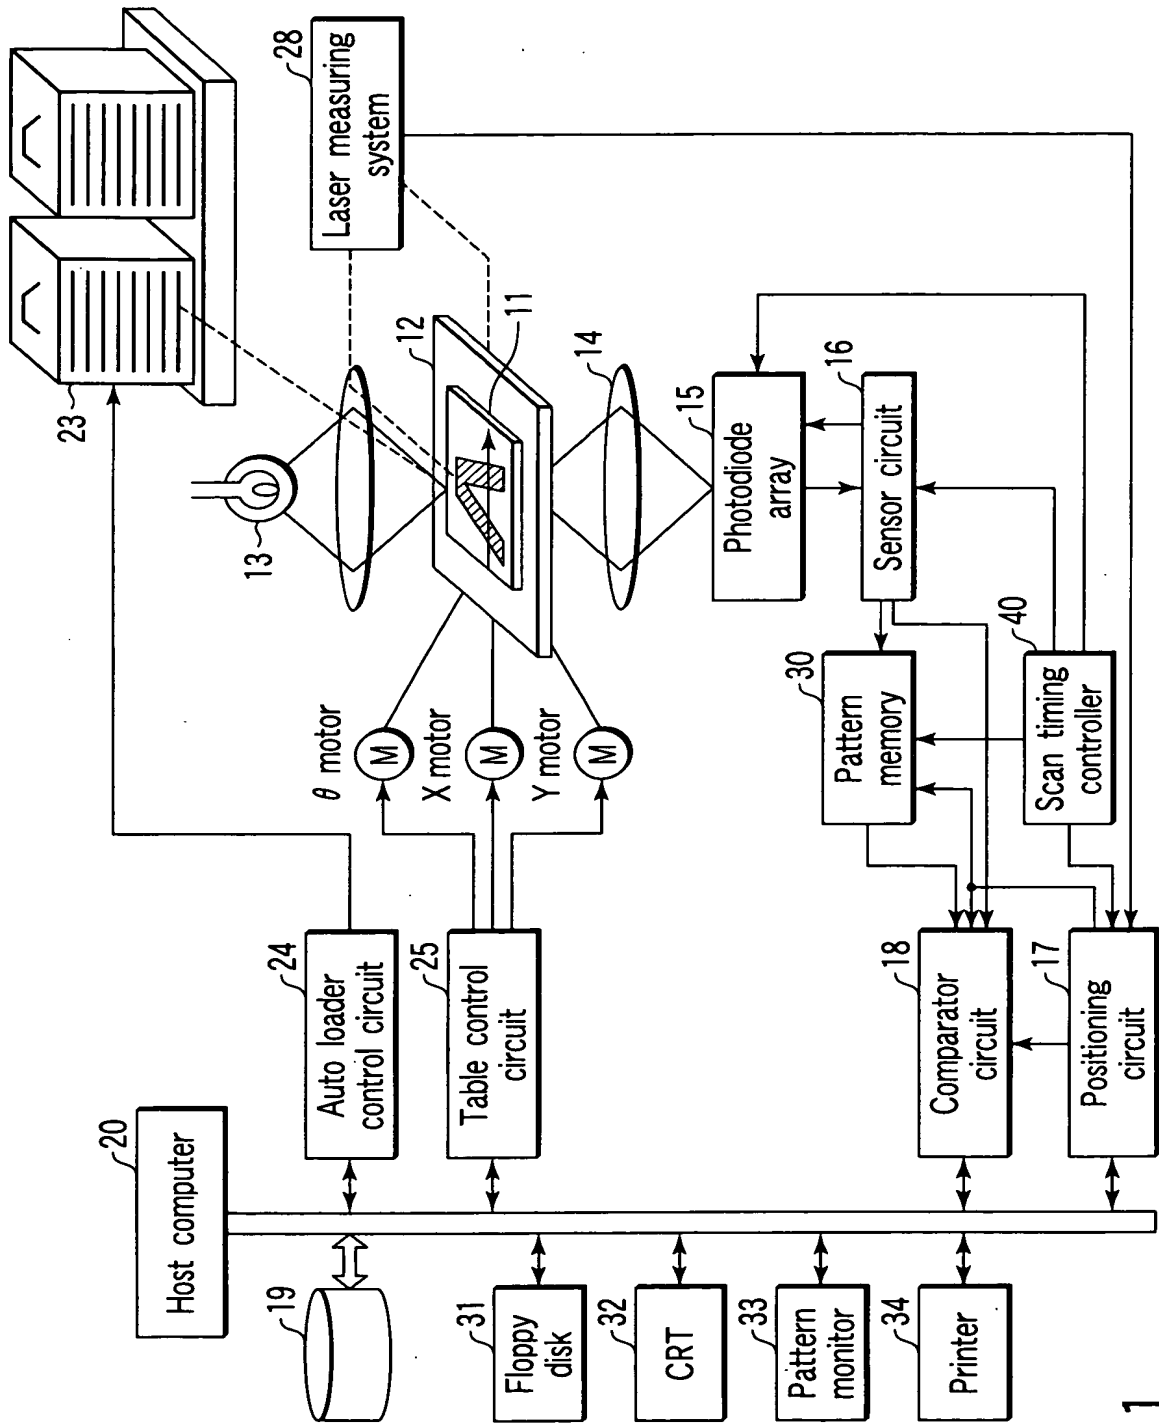 20
Host computer
19
23
24
Auto loader
control circuit
13
28
Laser measuring
system
θ motor
M
X motor
M
Y motor
M
12
11
25
Table control
circuit
14
31
Floppy
disk
32
CRT
15
Photodiode
array
33
Pattern
monitor
30
Pattern
memory
16
Sensor circuit
34
Printer
18
Comparator
circuit
40
Scan timing
controller
17
Positioning
circuit
1